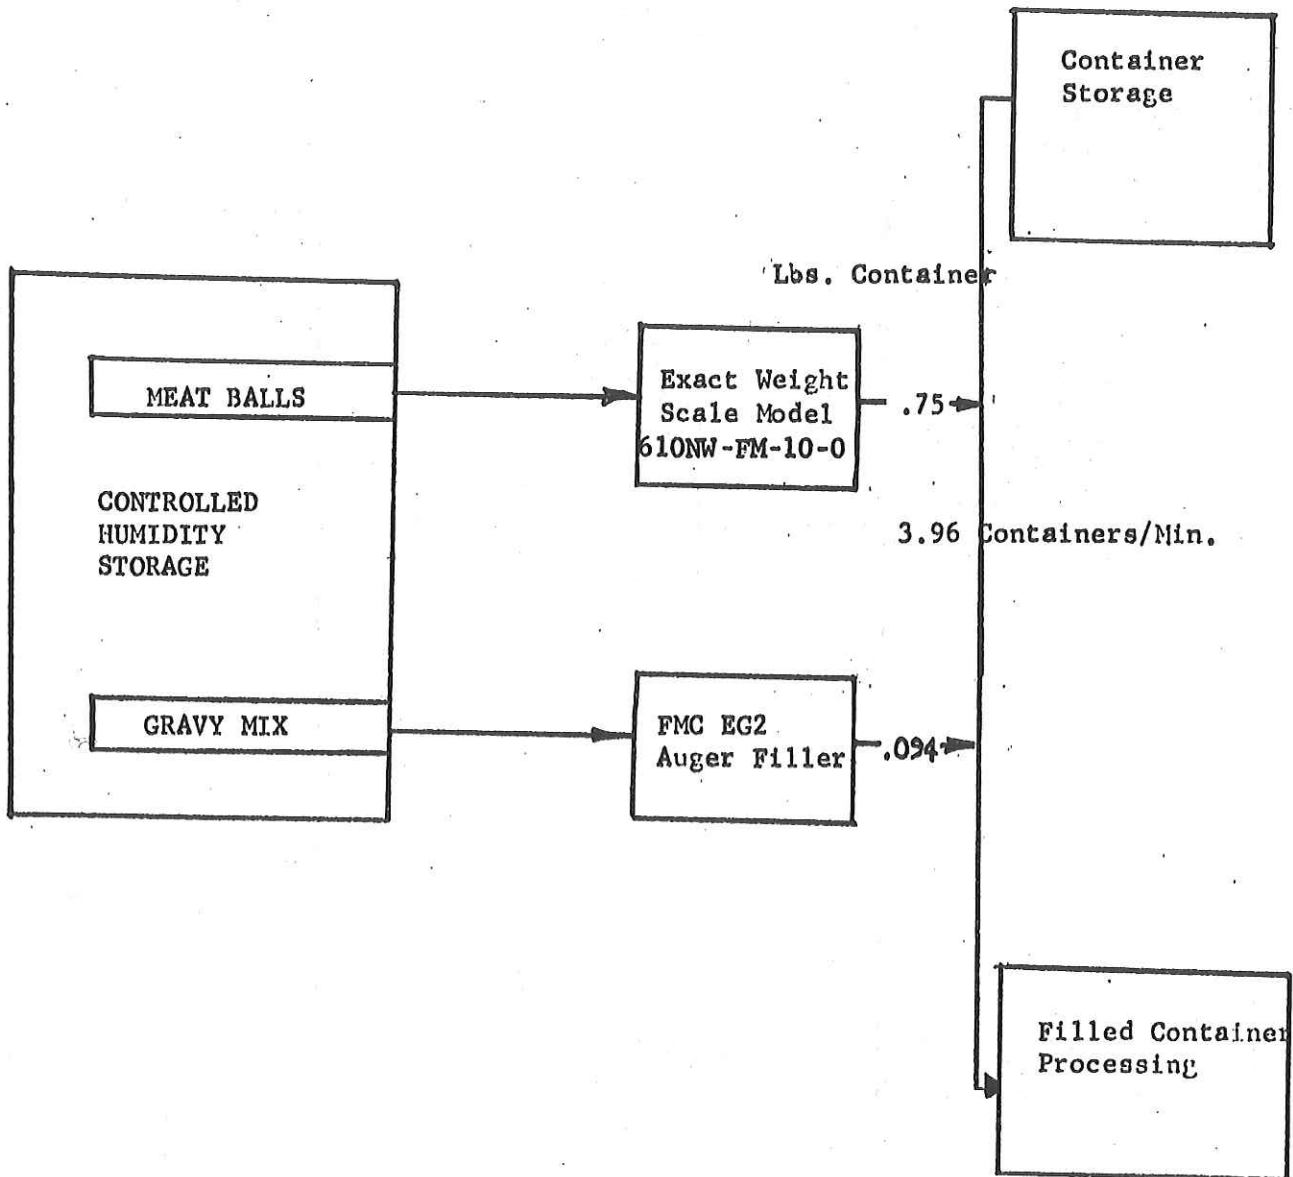 Container
Storage
Lbs. Container
MEAT BALLS
Exact Weight
Scale Model
610NW-FM-10-0
.75
CONTROLLED
HUMIDITY
STORAGE
3.96 Containers/Min.
GRAVY MIX
FMC EG2
Auger Filler
.094
Filled Container
Processing